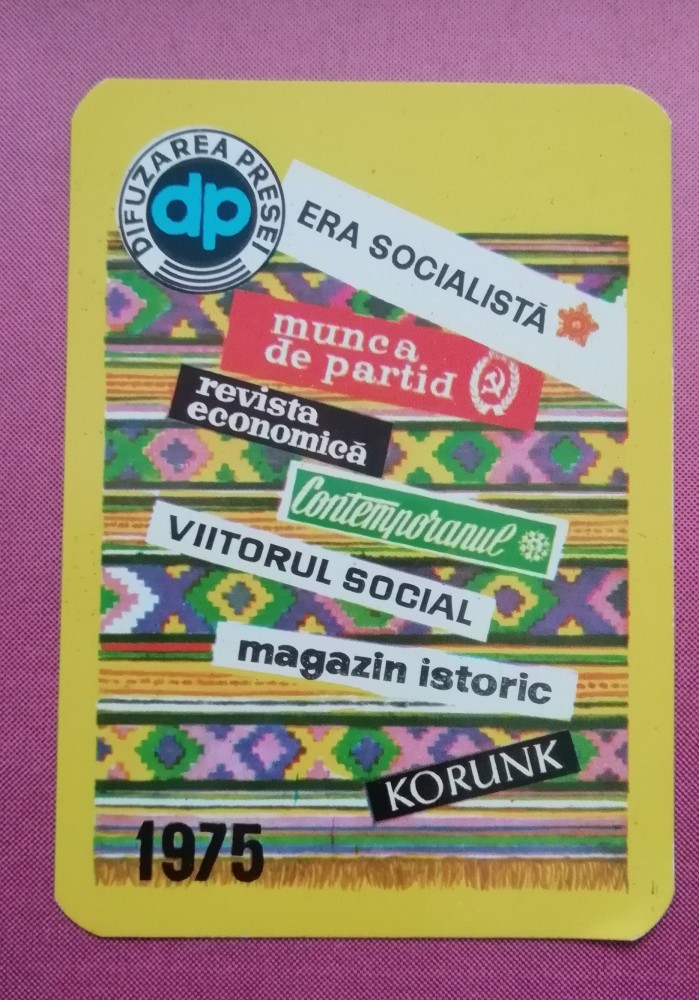 DIFUZAREA PRESEI
dp
ERA SOCIALISTĂ
munca
de partid
revista
economică
Contemporanul
VIITORUL SOCIAL
magazin istoric
KORUNK
1975